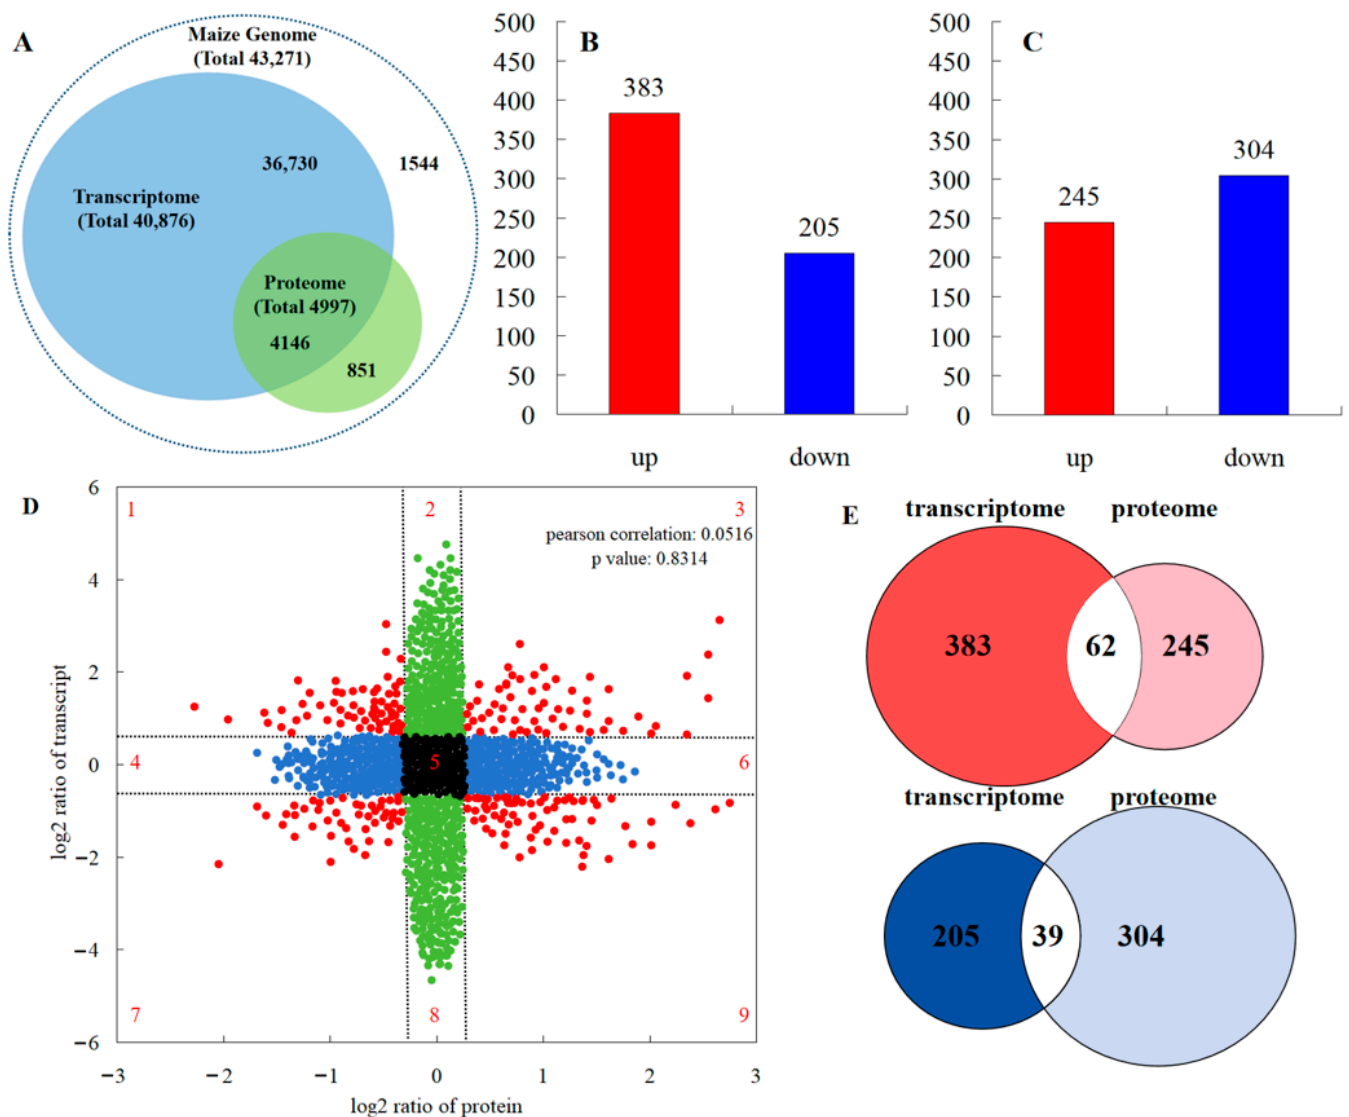 A
Maize Genome
(Total 43,271)
36,730
1544
Transcriptome
(Total 40,876)
Proteome
(Total 4997)
4146
851
B
500
450
400
350
300
250
200
150
100
50
0
383
205
up
down
C
500
450
400
350
300
250
200
150
100
50
0
245
304
up
down
D
6
4
2
0
−2
−4
−6
log2 ratio of transcript
1
2
3
pearson correlation: 0.0516
p value: 0.8314
4
5
6
7
8
9
−3
−2
−1
0
1
2
3
log2 ratio of protein
E
transcriptome
proteome
383
62
245
transcriptome
proteome
205
39
304